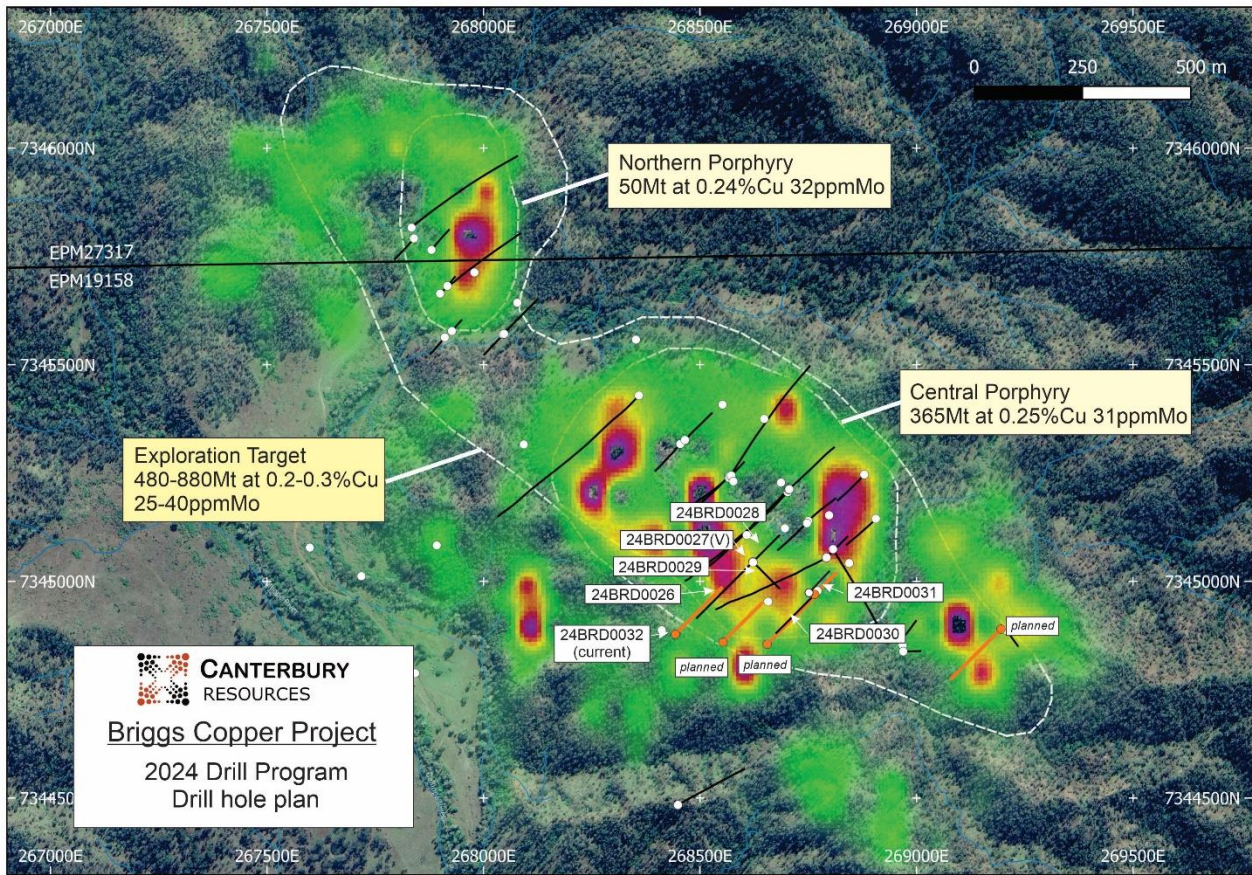 267000E
267500E
268000E
268500E
269000E
269500E
0
250
500 m
7346000N
7346000N
Northern Porphyry
50Mt at 0.24%Cu 32ppmMo
EPM27317
EPM19158
7345500N
7345500N
Central Porphyry
365Mt at 0.25%Cu 31ppmMo
Exploration Target
480-880Mt at 0.2-0.3%Cu
25-40ppmMo
24BRD0028
24BRD0027(V)
24BRD0029
24BRD0026
7345000N
7345000N
24BRD0031
24BRD0030
24BRD0032
(current)
planned
planned
planned
CANTERBURY
RESOURCES
Briggs Copper Project
2024 Drill Program
Drill hole plan
7344500N
7344500N
267000E
267500E
268000E
268500E
269000E
269500E